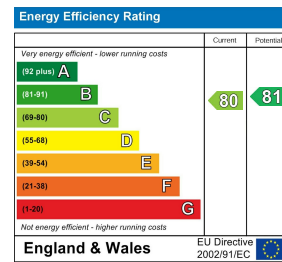 Energy Efficiency Rating
Current Potential
Very energy efficient - lower running costs
(92 plus) A
(81-91) B
(69-80) C
(55-68) D
(39-54) E
(21-38) F
(1-20) G
80
81
Not energy efficient - higher running costs
England & Wales
EU Directive
2002/91/EC